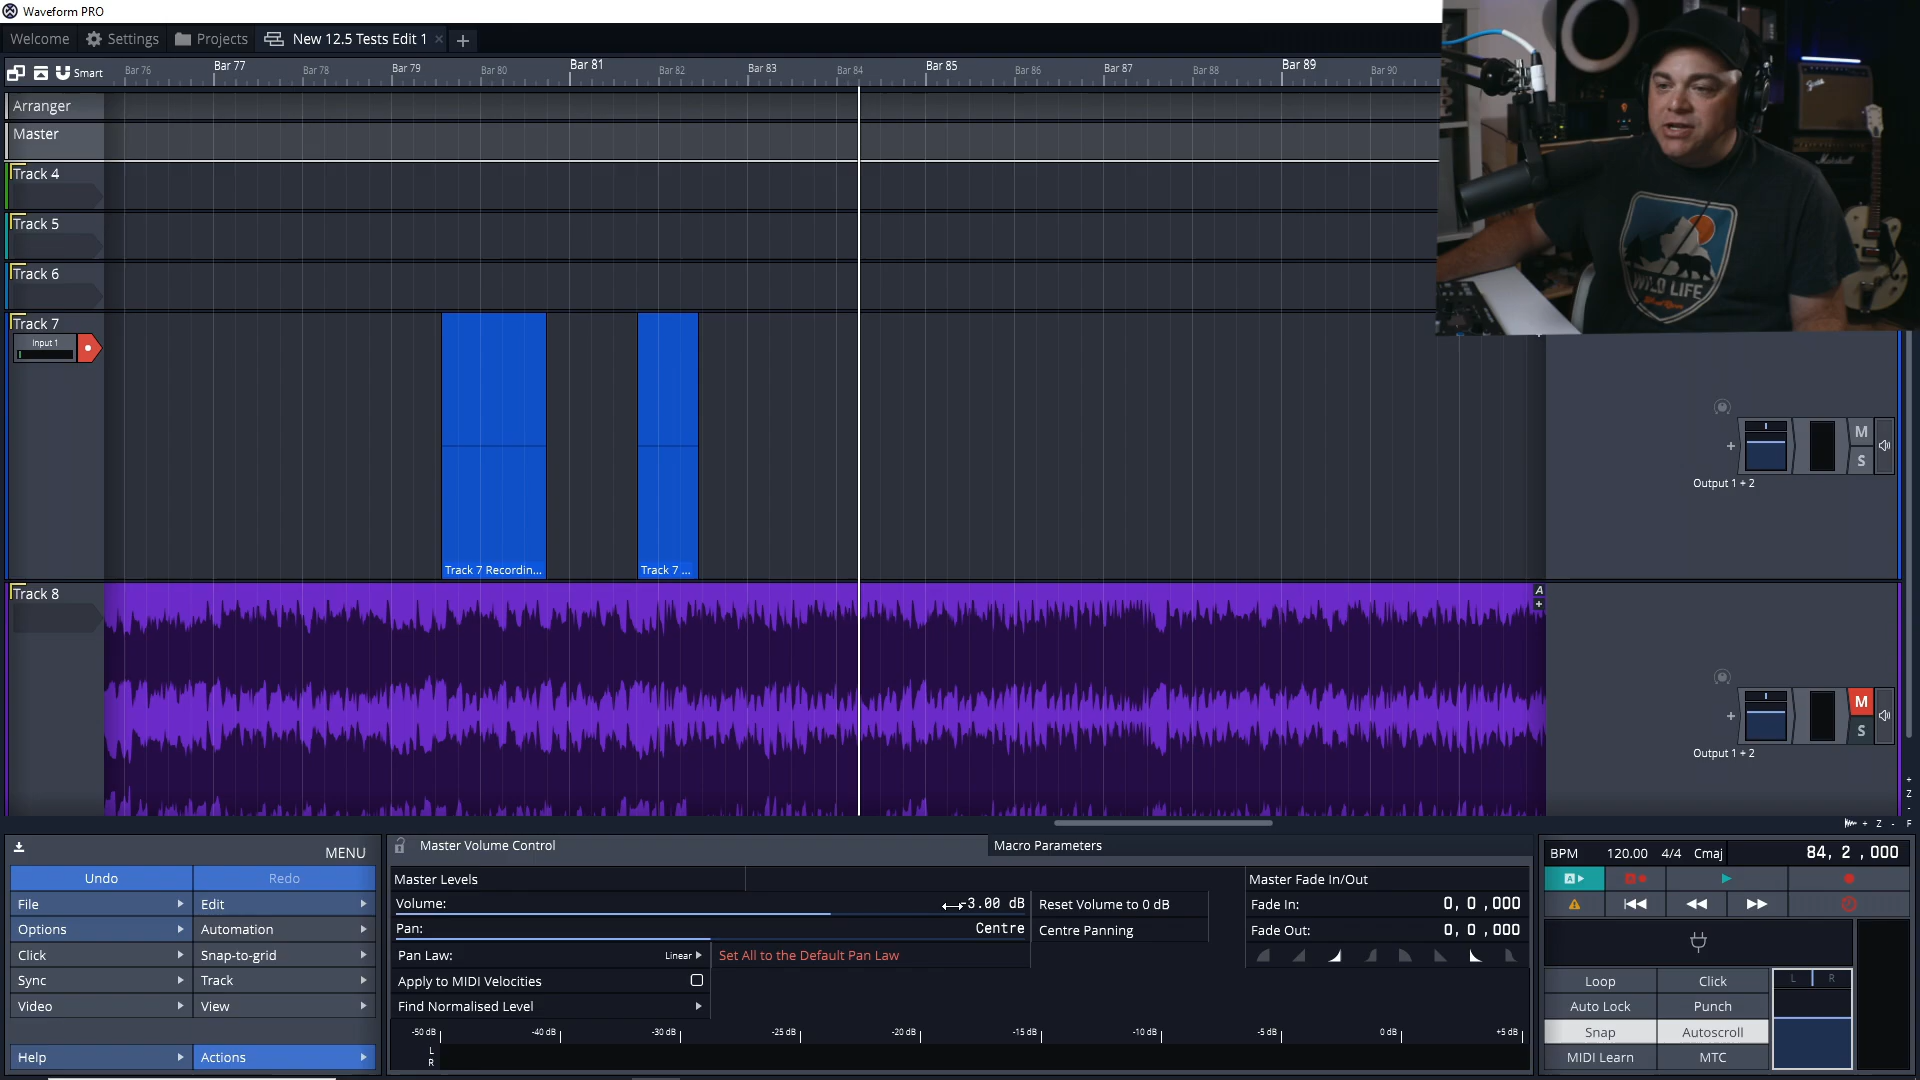 Waveform PRO
Welcome
Settings
Projects
New 12.5 Tests Edit 1
Smart
Bar 76
Bar 77
Bar 78
Bar 79
Bar 80
Bar 81
Bar 82
Bar 83
Bar 84
Bar 85
Bar 86
Bar 87
Bar 88
Bar 89
Bar 90
Arranger
Master
Track 4
Track 5
Track 6
Track 7
Input 1
WILD LIFE
Fender
Marshall
M
S
Output 1 + 2
Track 7 Recordin...
Track 7 ...
Track 8
A
M
S
Output 1 + 2
Z
Z F
MENU
Undo
Redo
File
Edit
Options
Automation
Click
Snap-to-grid
Sync
Track
Video
View
Help
Actions
Master Volume Control
Macro Parameters
Master Levels
Volume:
-3.00 dB
Reset Volume to 0 dB
Pan:
Centre
Centre Panning
Pan Law:
Linear
Set All to the Default Pan Law
Apply to MIDI Velocities
Find Normalised Level
Master Fade In/Out
Fade In:
0, 0 ,000
Fade Out:
0, 0 ,000
-50 dB
-40 dB
-30 dB
-25 dB
-20 dB
-15 dB
-10 dB
-5 dB
0 dB
+5 dB
L
R
BPM 120.00 4/4 Cmaj
84, 2 ,000
A
Loop
Click
Auto Lock
Punch
Snap
Autoscroll
MIDI Learn
MTC
L R